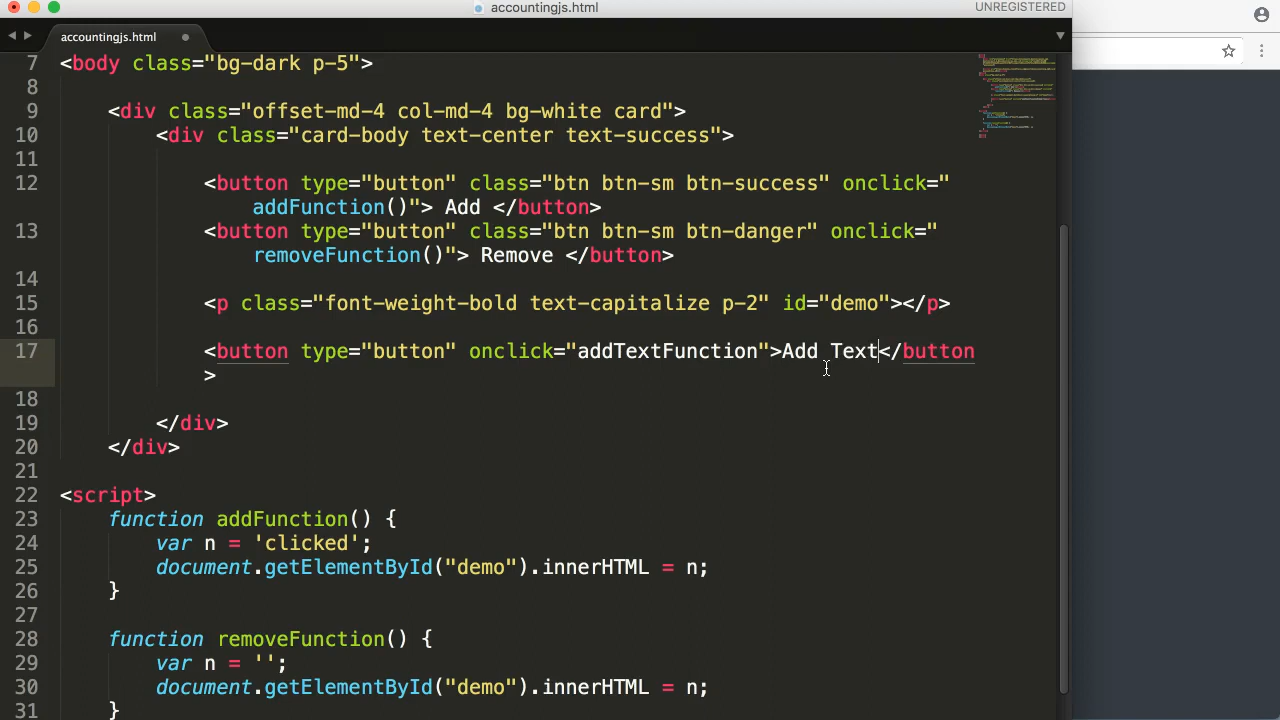 accountingjs.html
UNREGISTERED
accountingjs.html
7 <body class="bg-dark p-5">
8
9 <div class="offset-md-4 col-md-4 bg-white card">
10 <div class="card-body text-center text-success">
11
12 <button type="button" class="btn btn-sm btn-success" onclick="
addFunction()"> Add </button>
13 <button type="button" class="btn btn-sm btn-danger" onclick="
removeFunction()"> Remove </button>
14
15 <p class="font-weight-bold text-capitalize p-2" id="demo"></p>
16
17 <button type="button" onclick="addTextFunction">Add Text</button
>
18
19 </div>
20 </div>
21
22 <script>
23 function addFunction() {
24 var n = 'clicked';
25 document.getElementById("demo").innerHTML = n;
26 }
27
28 function removeFunction() {
29 var n = '';
30 document.getElementById("demo").innerHTML = n;
31 }